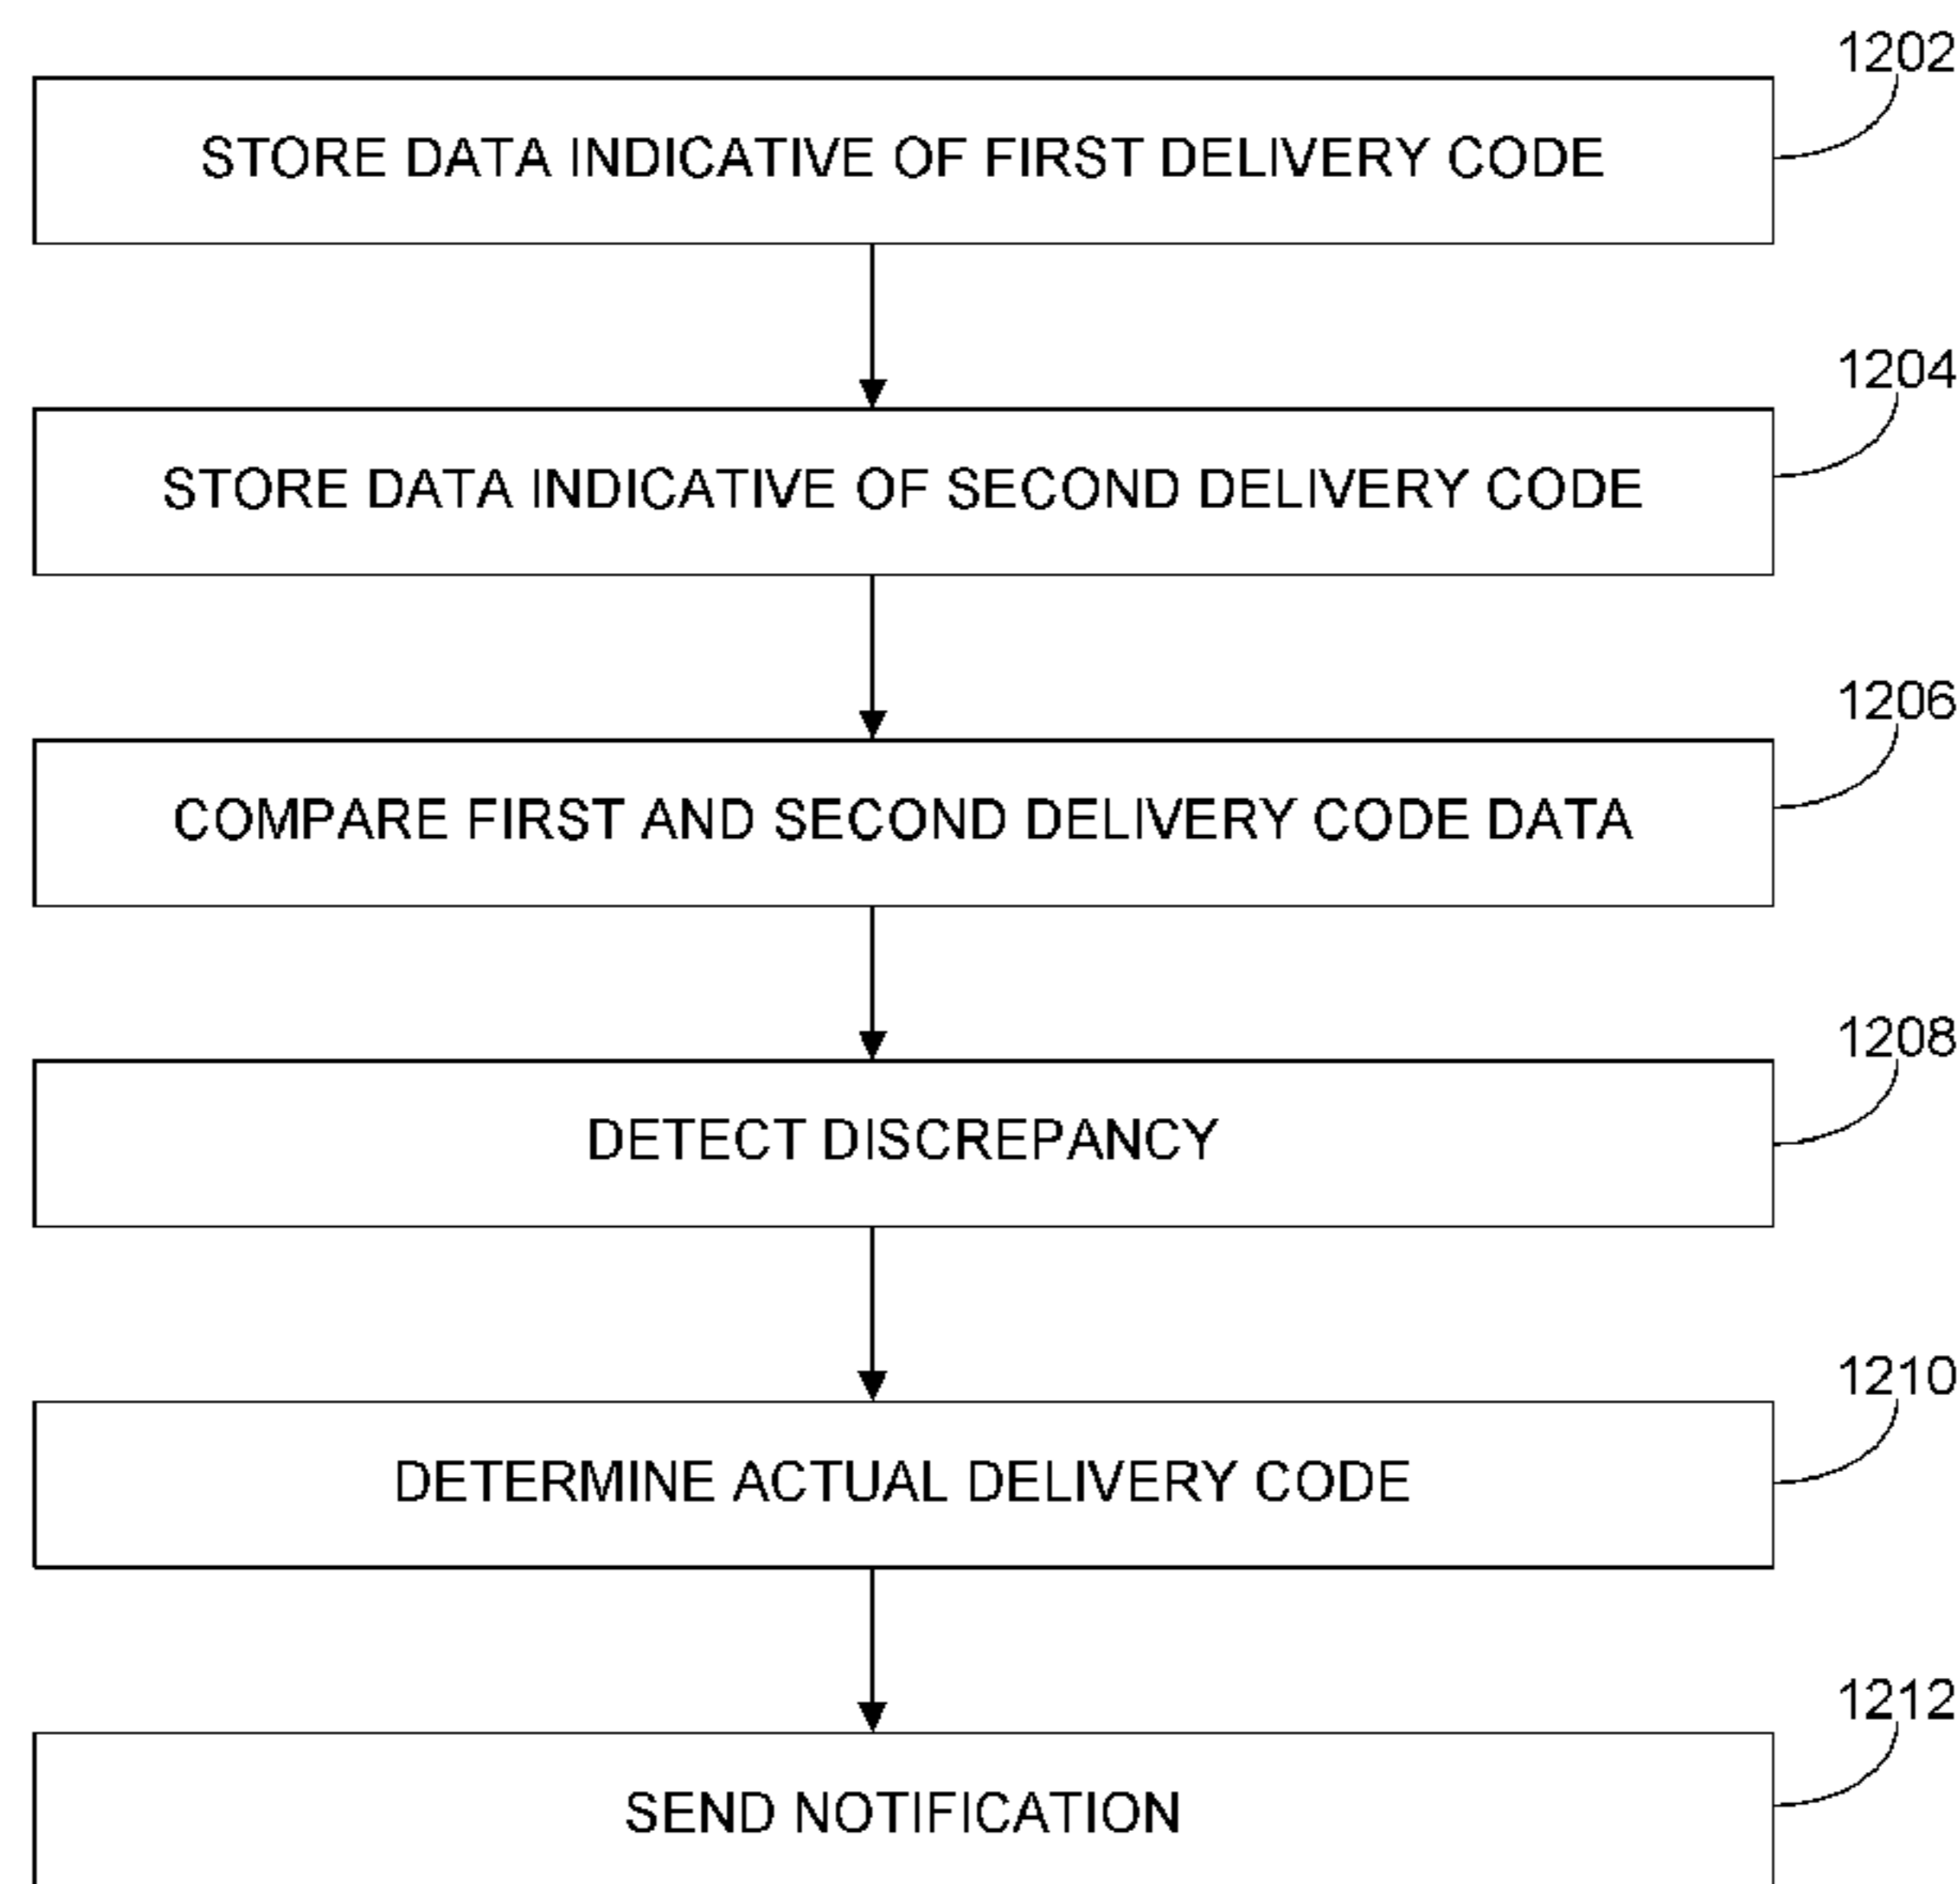 1202
STORE DATA INDICATIVE OF FIRST DELIVERY CODE
1204
STORE DATA INDICATIVE OF SECOND DELIVERY CODE
1206
COMPARE FIRST AND SECOND DELIVERY CODE DATA
1208
DETECT DISCREPANCY
1210
DETERMINE ACTUAL DELIVERY CODE
1212
SEND NOTIFICATION